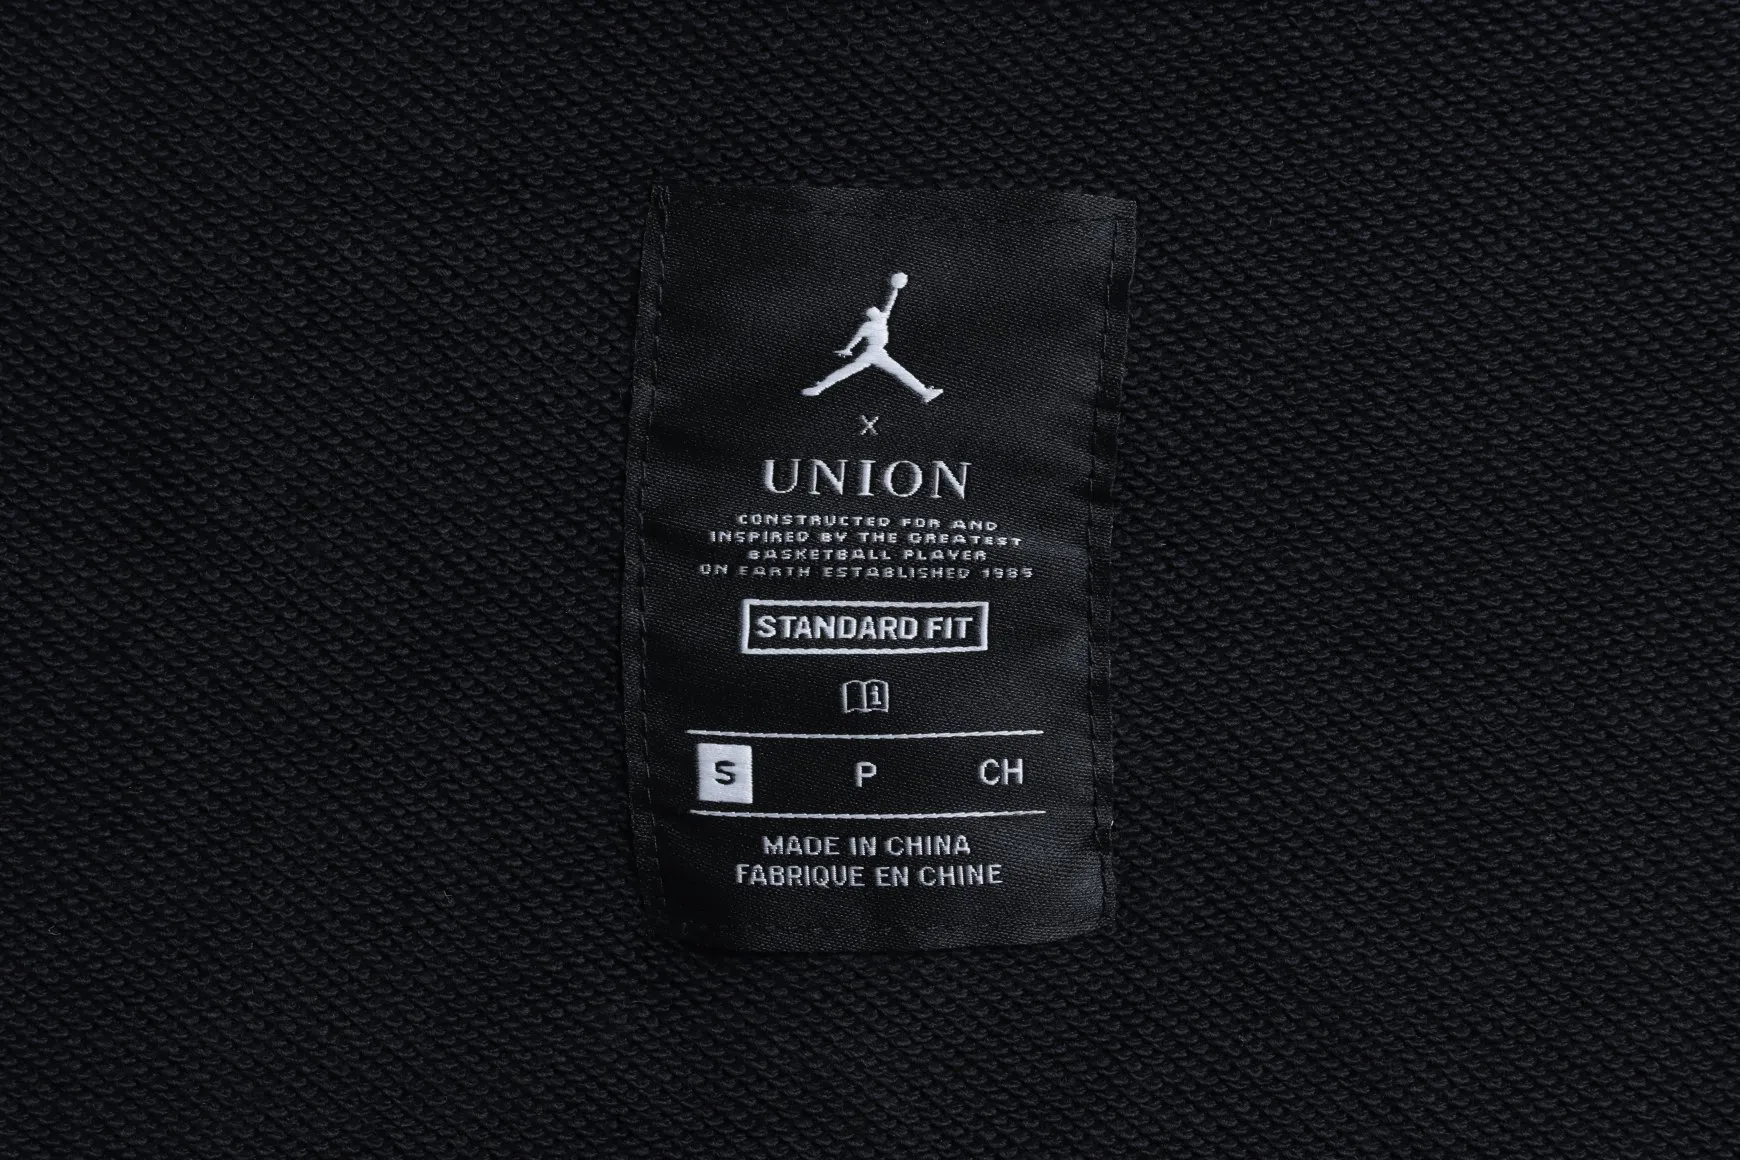 X
UNION
CONSTRUCTED FOR AND
INSPIRED BY THE GREATEST
BASKETBALL PLAYER
ON EARTH ESTABLISHED 1985
STANDARD FIT
i
S P CH
MADE IN CHINA
FABRIQUE EN CHINE